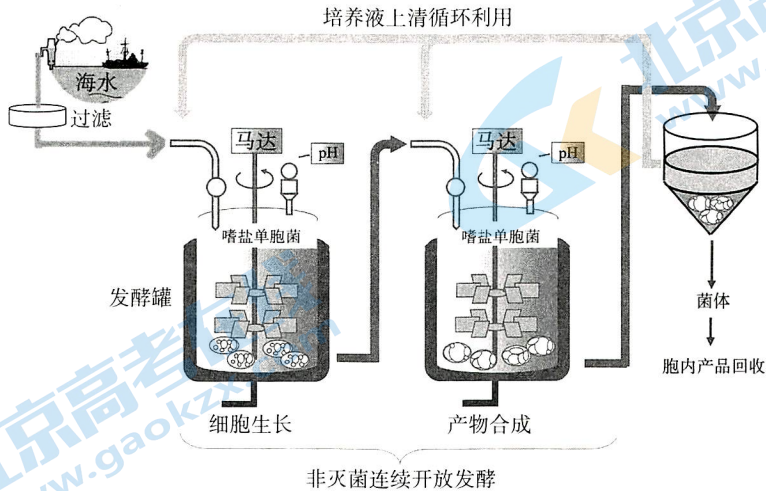 培养液上清循环利用
海水
过滤
马达
pH
马达
pH
嗜盐单胞菌
嗜盐单胞菌
发酵罐
菌体
胞内产品回收
细胞生长
产物合成
非灭菌连续开放发酵
北京高考在线
www.gaokzx.com